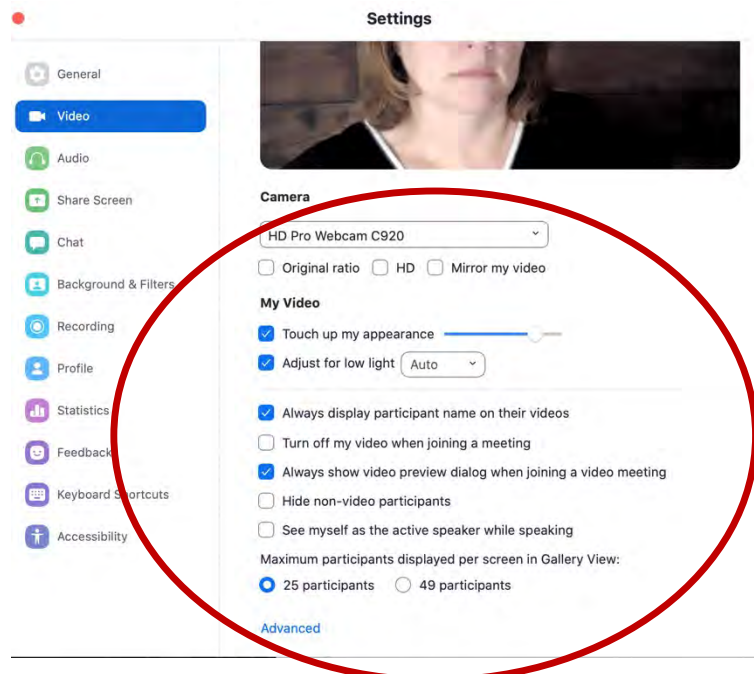 Settings
General
Video
Audio
Share Screen
Chat
Background & Filters
Recording
Profile
Statistics
Feedback
Keyboard Shortcuts
Accessibility
Camera
HD Pro Webcam C920
Original ratio HD Mirror my video
My Video
Touch up my appearance
Adjust for low light Auto
Always display participant name on their videos
Turn off my video when joining a meeting
Always show video preview dialog when joining a video meeting
Hide non-video participants
See myself as the active speaker while speaking
Maximum participants displayed per screen in Gallery View:
25 participants 49 participants
Advanced